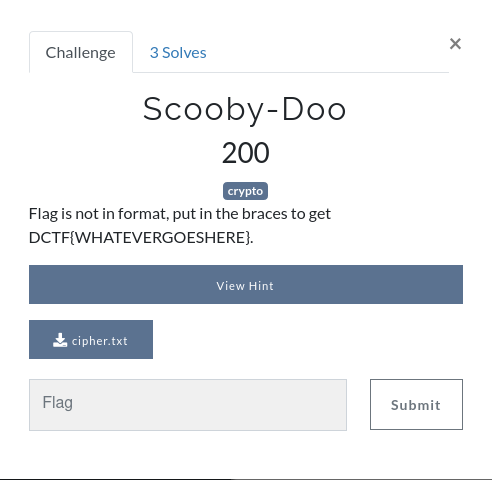 Challenge
3 Solves
×
Scooby-Doo
200
crypto
Flag is not in format, put in the braces to get
DCTF{WHATEVERGOESHERE}.
View Hint
cipher.txt
Flag
Submit